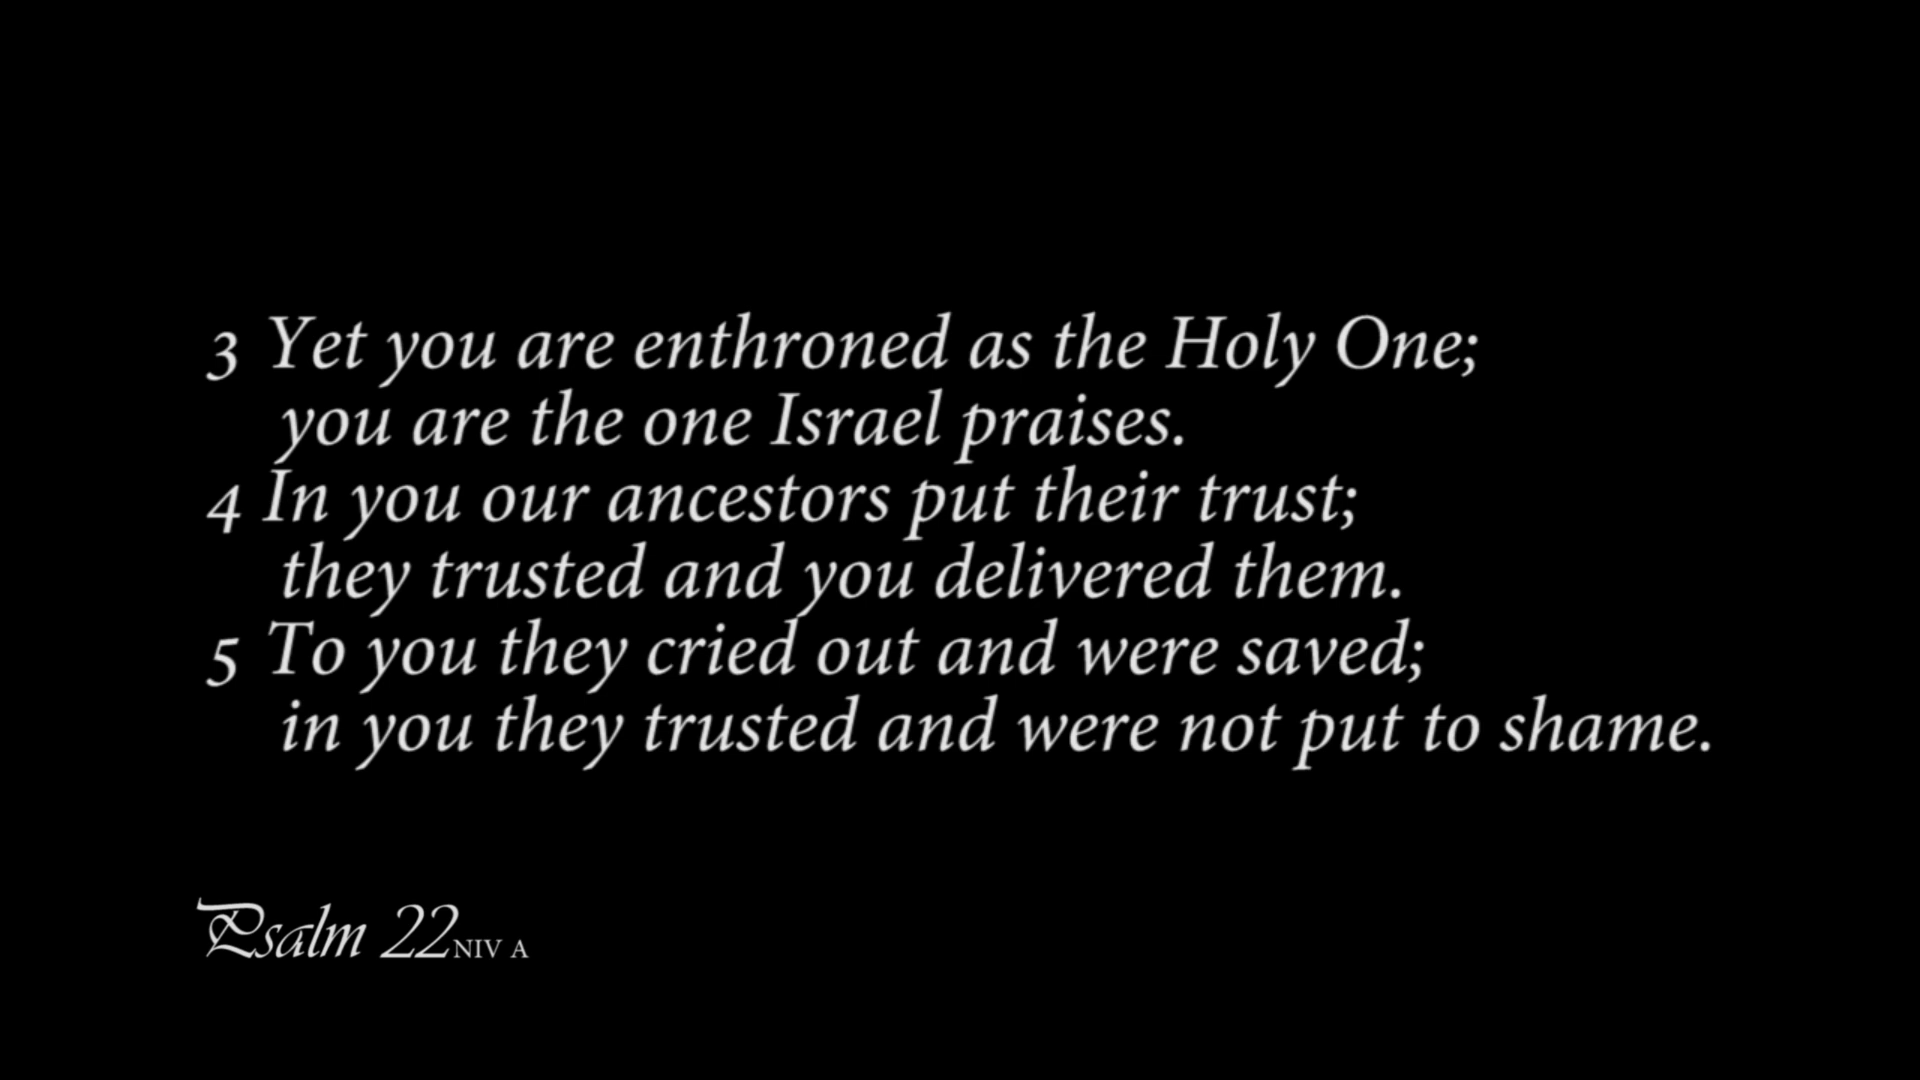 3 Yet you are enthroned as the Holy One;
you are the one Israel praises.
4 In you our ancestors put their trust;
they trusted and you delivered them.
5 To you they cried out and were saved;
in you they trusted and were not put to shame.
Psalm 22 NIV A